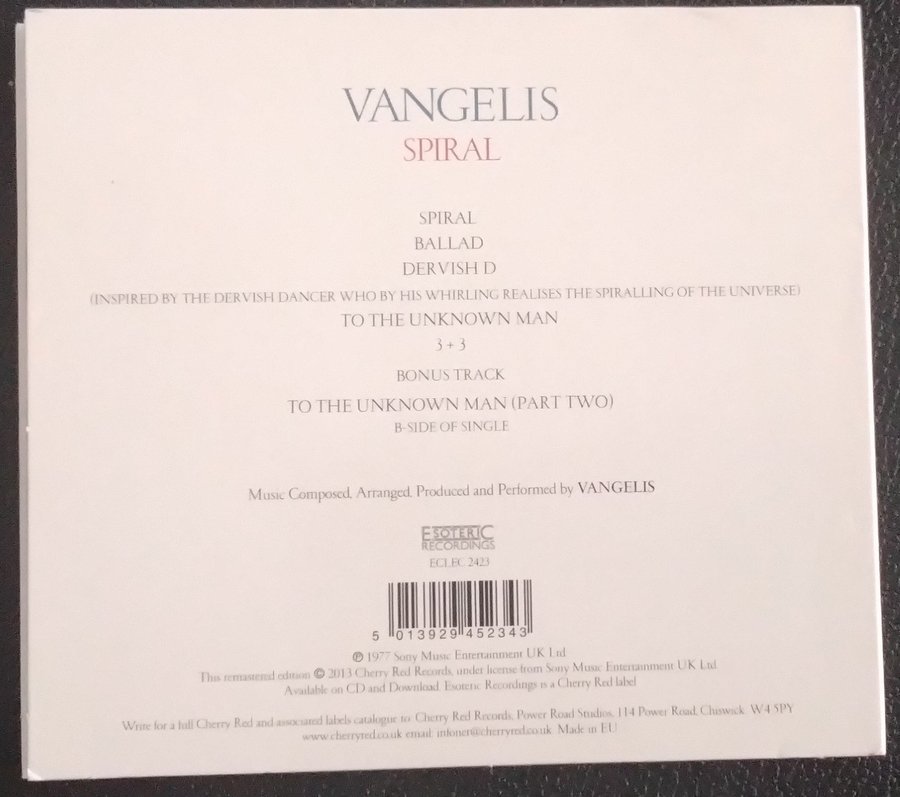 VANGELIS
SPIRAL
SPIRAL
BALLAD
DERVISH D
(INSPIRED BY THE DERVISH DANCER WHO BY HIS WHIRLING REALISES THE SPIRALLING OF THE UNIVERSE)
TO THE UNKNOWN MAN
3 + 3
BONUS TRACK
TO THE UNKNOWN MAN (PART TWO)
B-SIDE OF SINGLE
Music Composed, Arranged, Produced and Performed by VANGELIS
ESOTERIC
RECORDINGS
ECLEC 2423
5 013929 452343
℗ 1977 Sony Music Entertainment UK Ltd
This remastered edition © 2013 Cherry Red Records, under license from Sony Music Entertainment UK Ltd
Available on CD and Download. Esoteric Recordings is a Cherry Red label
Write for a full Cherry Red and associated labels catalogue to: Cherry Red Records, Power Road Studios, 114 Power Road, Chiswick W4 5PY
www.cherryred.co.uk email: infonet@cherryred.co.uk Made in EU